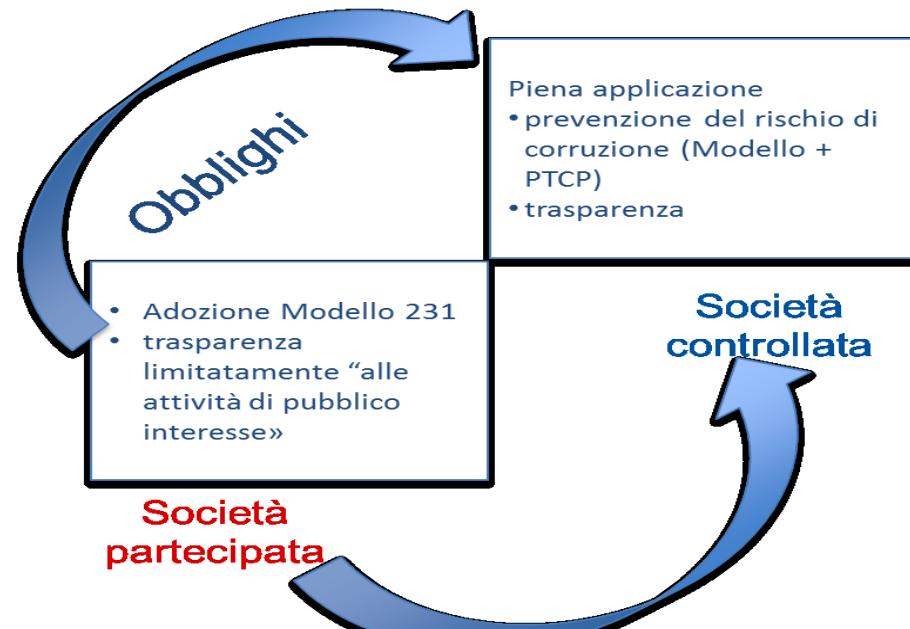 Obblighi
Piena applicazione
• prevenzione del rischio di
corruzione (Modello +
PTCP)
• trasparenza
• Adozione Modello 231
• trasparenza
limitatamente “alle
attività di pubblico
interesse»
Società
controllata
Società
partecipata